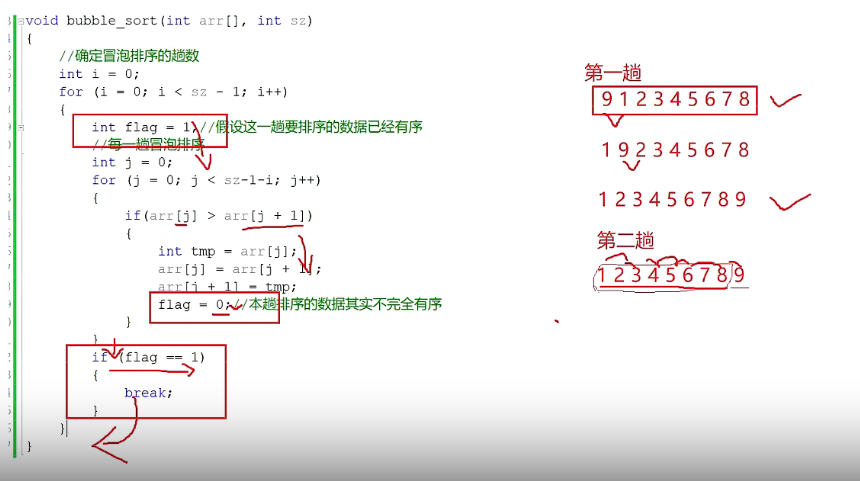 void bubble_sort(int arr[], int sz)
{
//确定冒泡排序的趟数
int i = 0;
for (i = 0; i < sz - 1; i++)
{
int flag = 1;//假设这一趟要排序的数据已经有序
//每一趟冒泡排序
int j = 0;
for (j = 0; j < sz-1-i; j++)
{
if(arr[j] > arr[j + 1])
{
int tmp = arr[j];
arr[j] = arr[j + 1];
arr[j + 1] = tmp;
flag = 0;//本趟排序的数据其实不完全有序
}
}
if (flag == 1)
{
break;
}
}
}
第一趟
9 1 2 3 4 5 6 7 8
1 9 2 3 4 5 6 7 8
1 2 3 4 5 6 7 8 9
第二趟
1 2 3 4 5 6 7 8 9